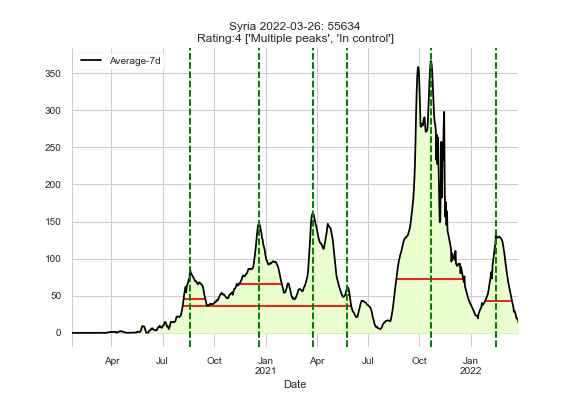 Syria 2022-03-26: 55634
Rating:4 ['Multiple peaks', 'In control']
Average-7d
350
300
250
200
150
100
50
0
Apr Jul Oct Jan Apr Jul Oct Jan
2021 2022
Date